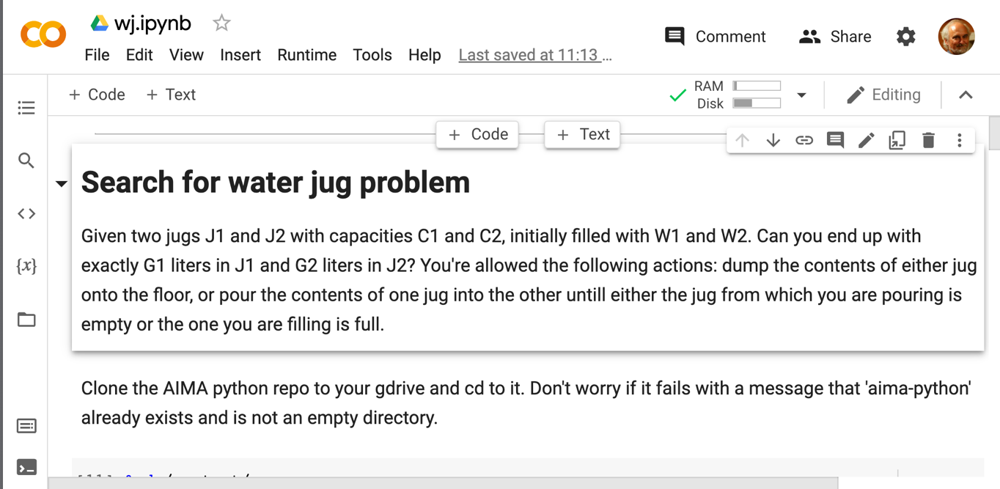 wj.ipynb
File Edit View Insert Runtime Tools Help Last saved at 11:13 ...
Comment Share
+ Code + Text
RAM
Disk
Editing
+ Code + Text
Search for water jug problem
Given two jugs J1 and J2 with capacities C1 and C2, initially filled with W1 and W2. Can you end up with
exactly G1 liters in J1 and G2 liters in J2? You're allowed the following actions: dump the contents of either jug
onto the floor, or pour the contents of one jug into the other untill either the jug from which you are pouring is
empty or the one you are filling is full.
Clone the AIMA python repo to your gdrive and cd to it. Don't worry if it fails with a message that 'aima-python'
already exists and is not an empty directory.